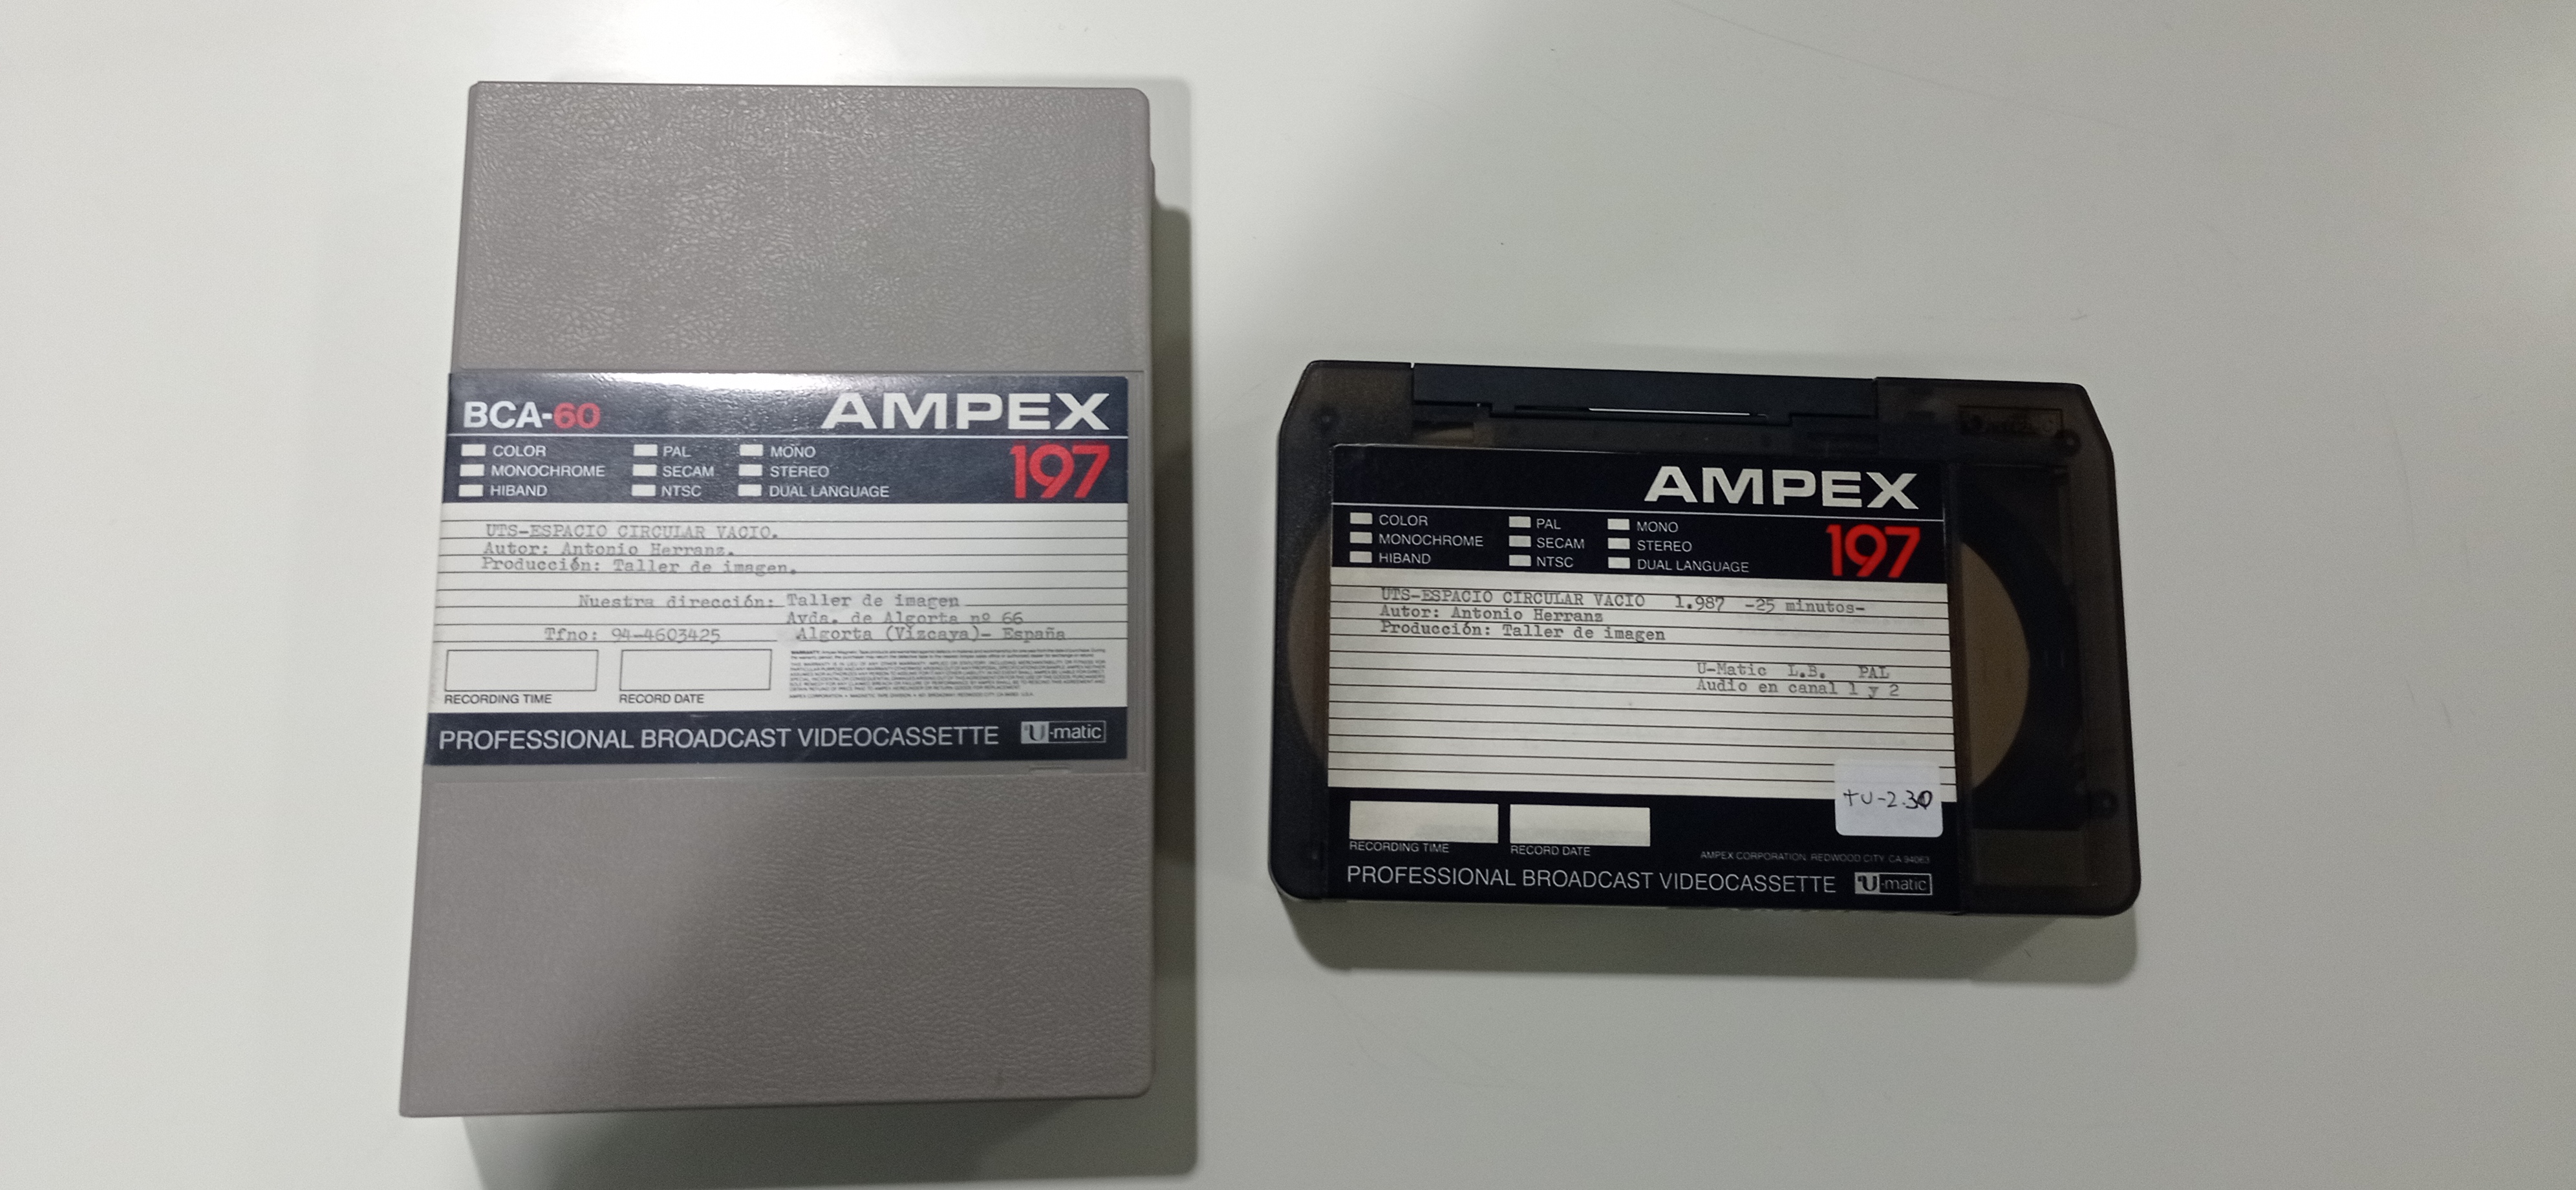 BCA-60 AMPEX
COLOR PAL MONO
MONOCHROME SECAM STEREO
HIBAND NTSC DUAL LANGUAGE
197
UTS-ESPACIO CIRCULAR VACIO.
Autor: Antonio Herranz.
Producción: Taller de imagen.
Nuestra dirección: Taller de imagen
Avda. de Algorta nº 66
Tfno: 94-4603425 Algorta (Vizcaya)- España
RECORDING TIME RECORD DATE
PROFESSIONAL BROADCAST VIDEOCASSETTE U-matic
AMPEX
COLOR PAL MONO
MONOCHROME SECAM STEREO
HIBAND NTSC DUAL LANGUAGE
197
UTS-ESPACIO CIRCULAR VACIO 1.987 -25 minutos-
Autor: Antonio Herranz
Producción: Taller de imagen
U-Matic L.B. PAL
Audio en canal 1 y 2
TU-2.30
RECORDING TIME RECORD DATE
AMPEX CORPORATION, REDWOOD CITY, CA 94063
PROFESSIONAL BROADCAST VIDEOCASSETTE U-matic